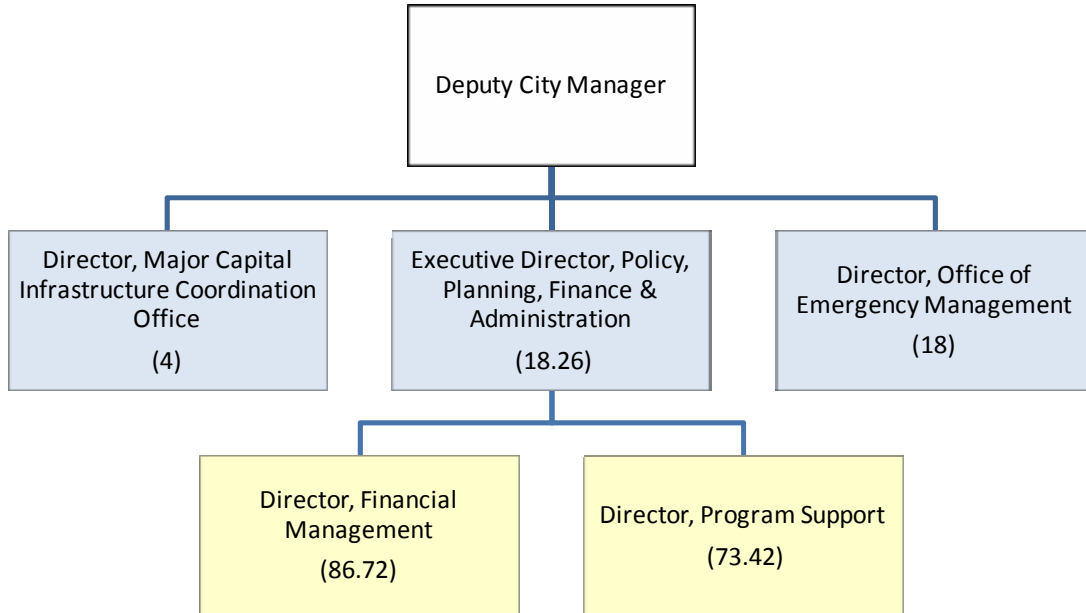 Deputy City Manager
Director, Major Capital
Infrastructure Coordination
Office
(4)
Executive Director, Policy,
Planning, Finance &
Administration
(18.26)
Director, Office of
Emergency Management
(18)
Director, Financial
Management
(86.72)
Director, Program Support
(73.42)